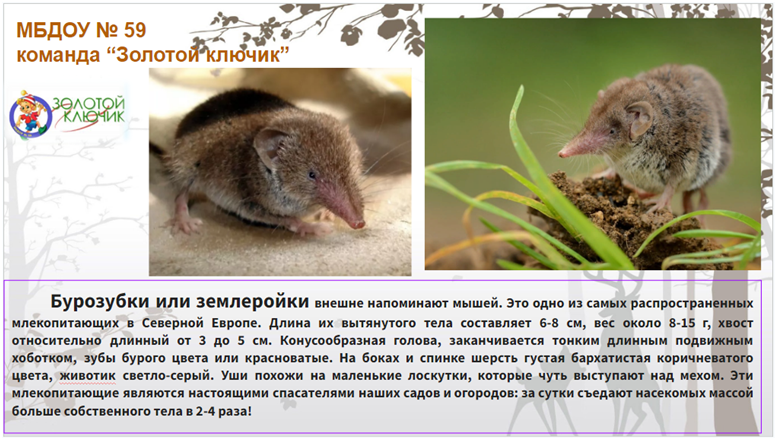 МБДОУ № 59
команда “Золотой ключик”
ЗОЛОТОЙ
КЛЮЧИК
Бурозубки или землеройки внешне напоминают мышей. Это одно из самых распространенных
млекопитающих в Северной Европе. Длина их вытянутого тела составляет 6-8 см, вес около 8-15 г, хвост
относительно длинный от 3 до 5 см. Конусообразная голова, заканчивается тонким длинным подвижным
хоботком, зубы бурого цвета или красноватые. На боках и спинке шерсть густая бархатистая коричневатого
цвета, животик светло-серый. Уши похожи на маленькие лоскутки, которые чуть выступают над мехом. Эти
млекопитающие являются настоящими спасателями наших садов и огородов: за сутки съедают насекомых массой
больше собственного тела в 2-4 раза!